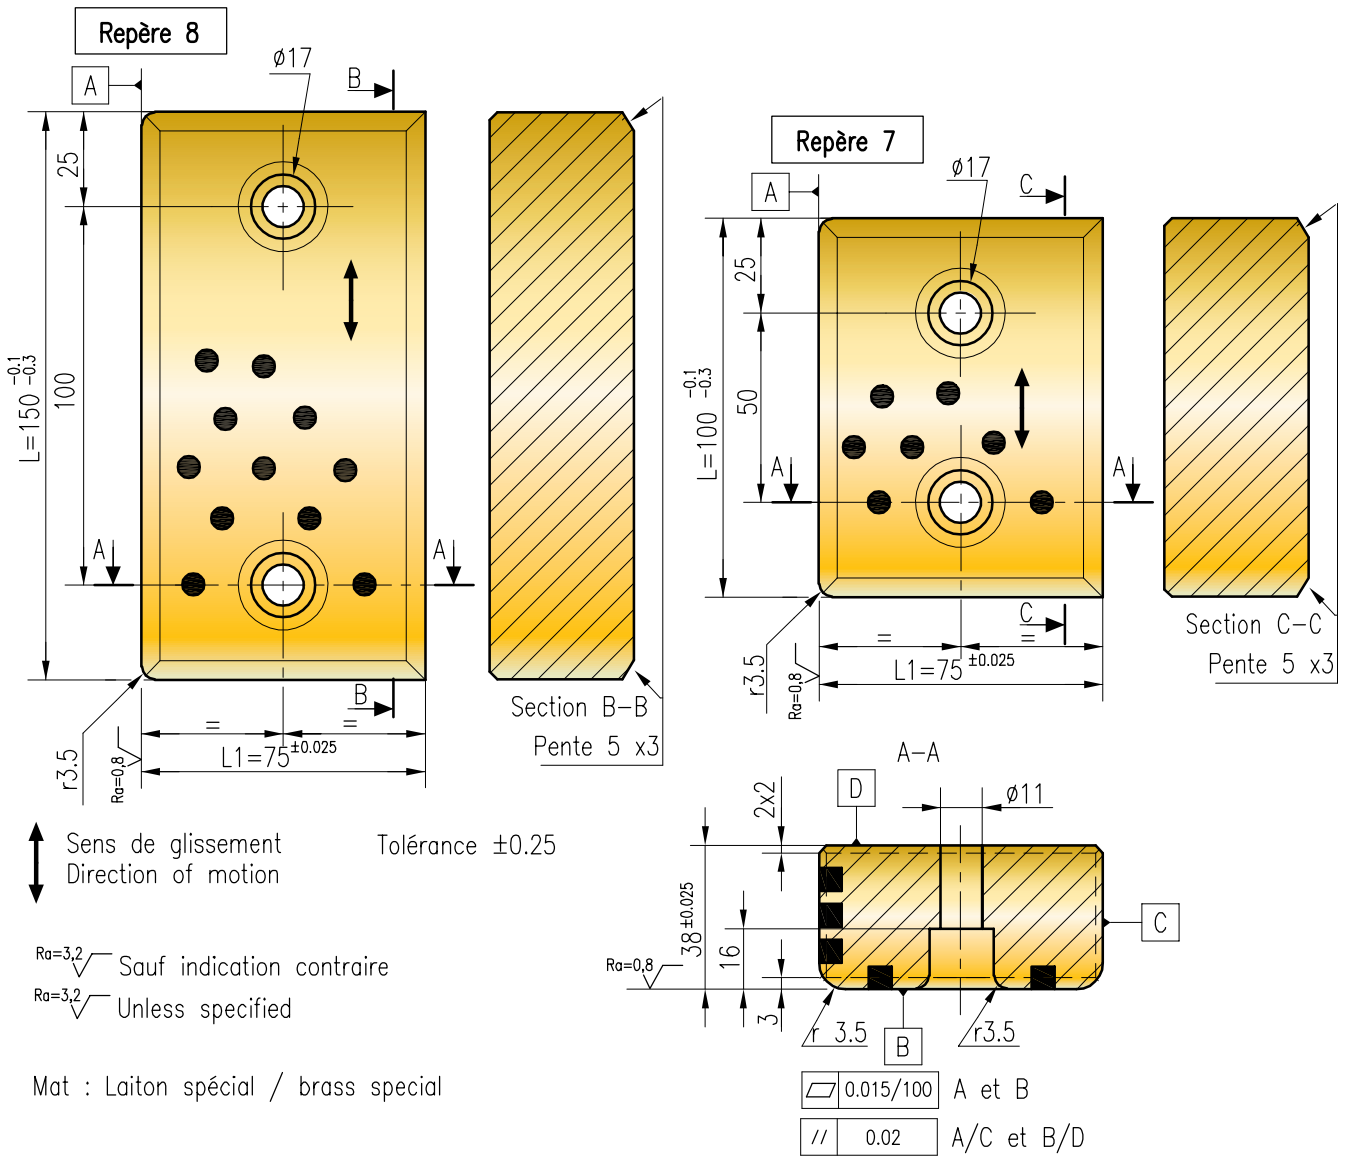 Repère 8
A
ø17
B
25
100
L=150 -0.1 -0.3
A
A
B
r3.5
Ra=0,8
=
=
L1=75 ±0.025
Section B-B
Pente 5 x3
Repère 7
A
ø17
C
25
50
L=100 -0.1 -0.3
A
A
C
r3.5
Ra=0,8
=
=
L1=75 ±0.025
Section C-C
Pente 5 x3
Sens de glissement
Direction of motion
Tolérance ±0.25
Ra=3,2 Sauf indication contraire
Ra=3,2 Unless specified
Mat : Laiton spécial / brass special
A-A
D
2x2
ø11
38±0.025
16
3
Ra=0,8
C
r 3.5
B
r3.5
0.015/100 A et B
// 0.02 A/C et B/D